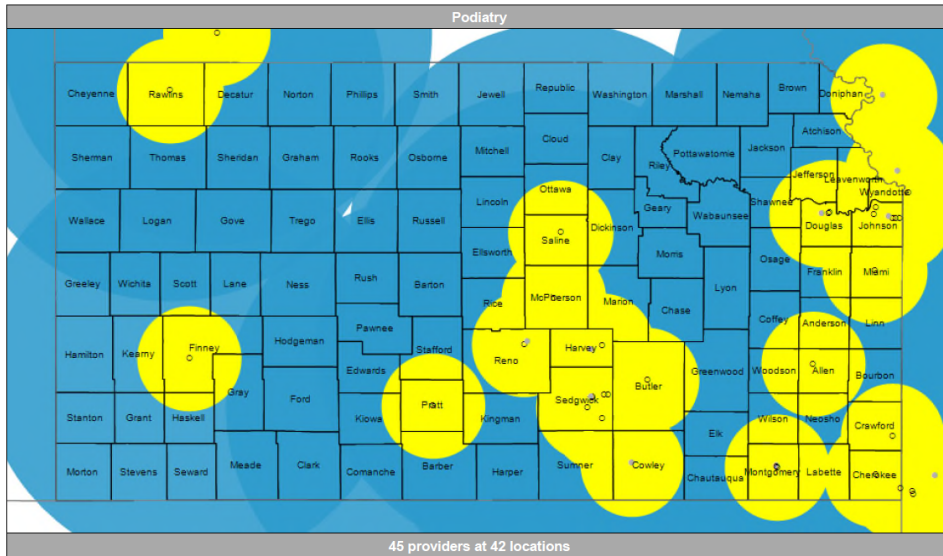 Podiatry
Cheyenne Rawlins Decatur Norton Phillips Smith Jewell Republic Washington Marshall Nemaha Brown Doniphan
Sherman Thomas Sheridan Graham Rooks Osborne Mitchell Cloud Clay Riley Pottawatomie Jackson Atchison
Jefferson Leavenworth
Wyandotte
Wallace Logan Gove Trego Ellis Russell Lincoln Ottawa Geary Wabaunsee Shawnee Douglas Johnson
Saline Dickinson
Ellsworth Morris Osage
Greeley Wichita Scott Lane Ness Rush Barton Rice McPherson Marion Chase Lyon Franklin Miami
Pawnee Coffey Anderson Linn
Hamilton Kearny Finney Hodgeman Stafford Reno Harvey
Edwards Greenwood Woodson Allen Bourbon
Gray Ford Butler
Stanton Grant Haskell Kiowa Pratt Kingman Sedgwick Elk Wilson Neosho Crawford
Morton Stevens Seward Meade Clark Comanche Barber Harper Sumner Cowley Chautauqua Montgomery Labette Cherokee
45 providers at 42 locations